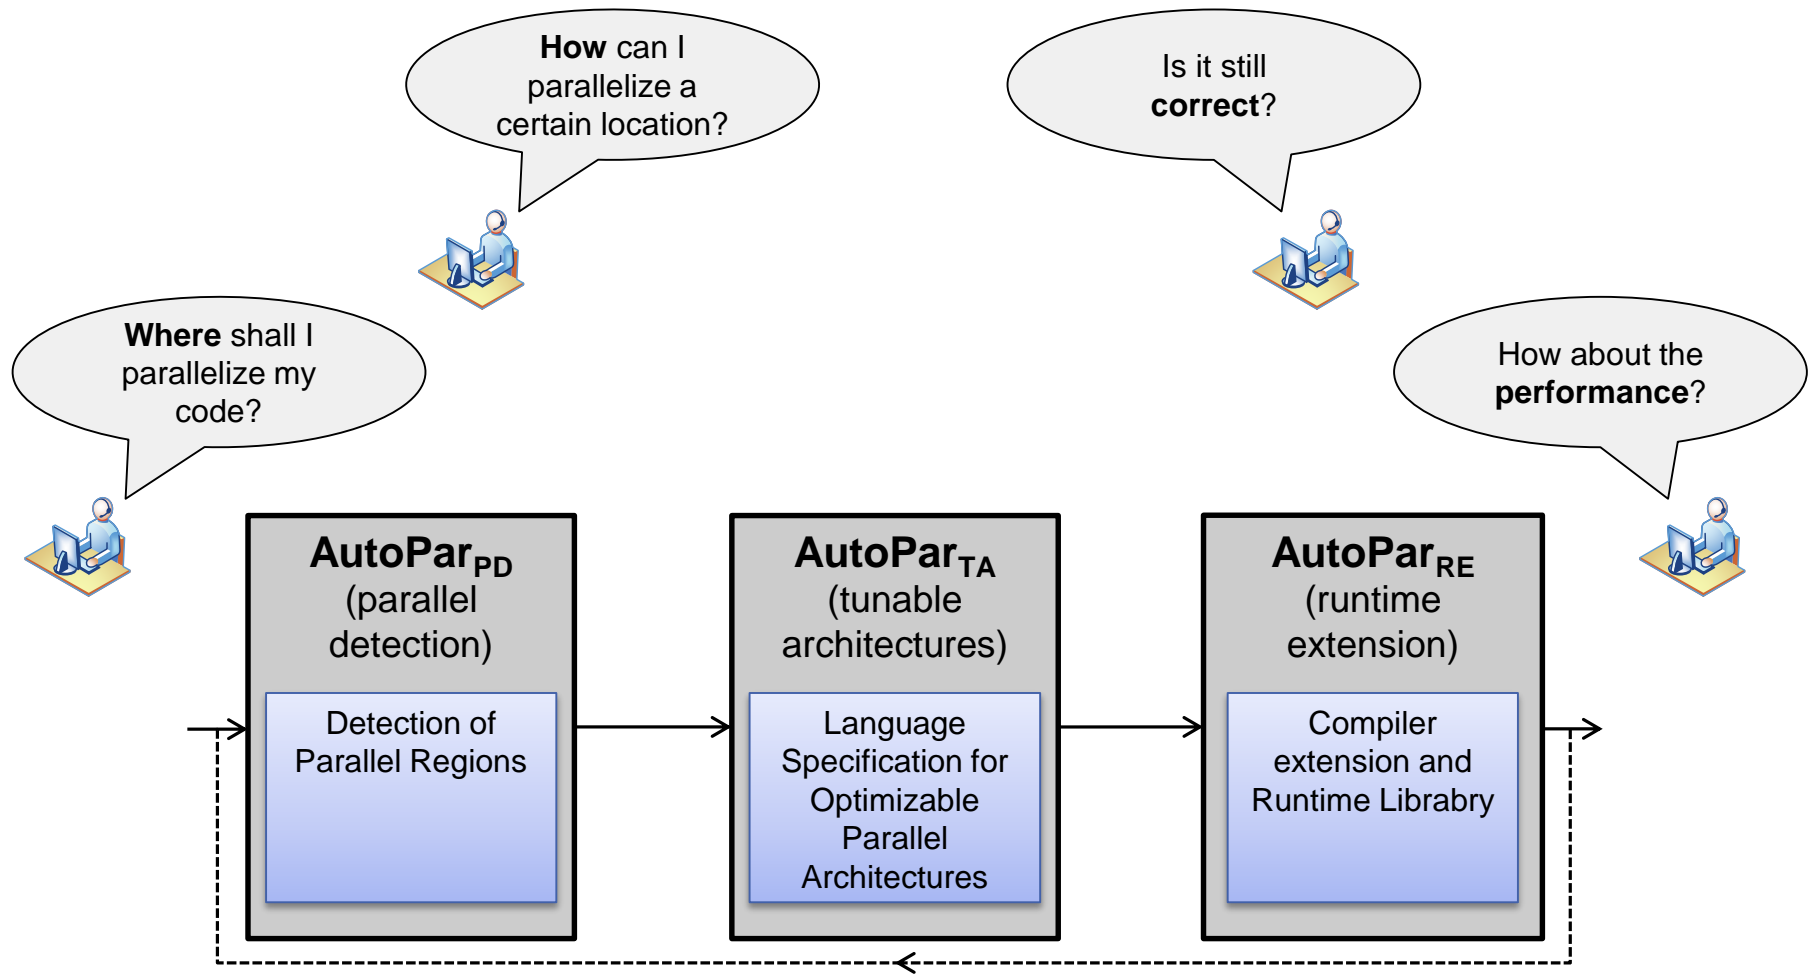 How can I
parallelize a
certain location?
Is it still
correct?
Where shall I
parallelize my
code?
How about the
performance?
AutoParPD
(parallel
detection)
Detection of
Parallel Regions
AutoParTA
(tunable
architectures)
Language
Specification for
Optimizable
Parallel
Architectures
AutoParRE
(runtime
extension)
Compiler
extension and
Runtime Librabry